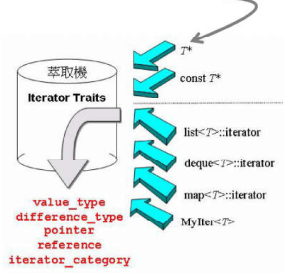 萃取機
Iterator Traits
T*
const T*
list<T>::iterator
deque<T>::iterator
map<T>::iterator
MyIter<T>
value_type
difference_type
pointer
reference
iterator_category